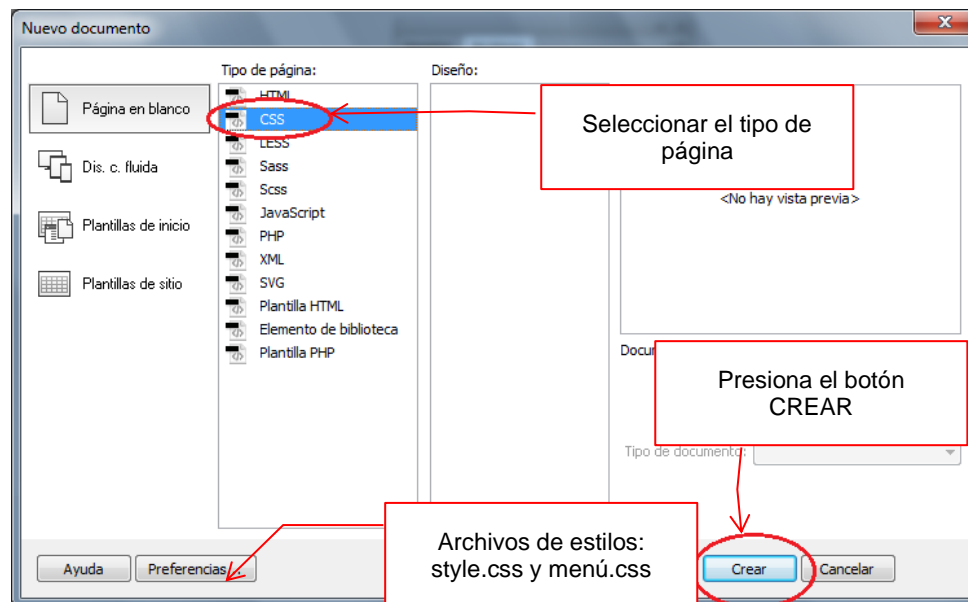 Nuevo documento
Tipo de página:
Diseño:
Página en blanco
Dis. c. fluida
Plantillas de inicio
Plantillas de sitio
HTML
CSS
LESS
Sass
Scss
JavaScript
PHP
XML
SVG
Plantilla HTML
Elemento de biblioteca
Plantilla PHP
Seleccionar el tipo de
página
<No hay vista previa>
Presiona el botón
CREAR
Tipo de documento:
Archivos de estilos:
style.css y menú.css
Ayuda
Preferencias...
Crear
Cancelar